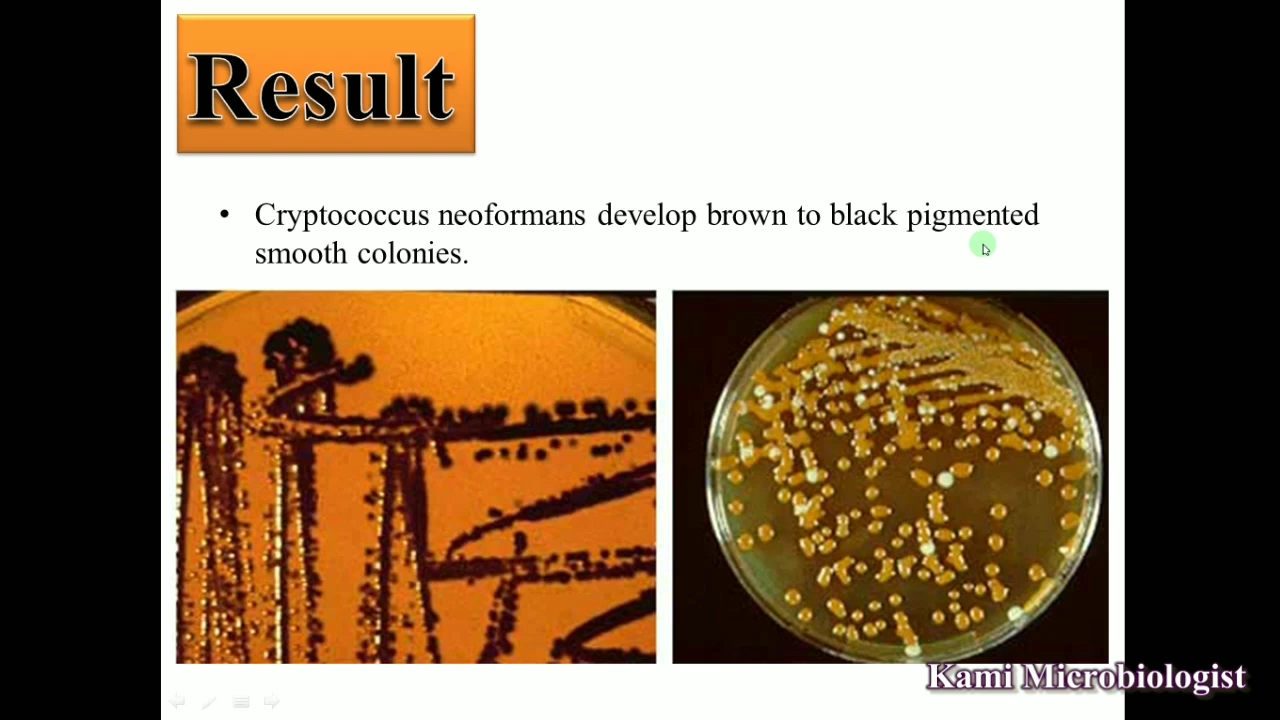 Result
• Cryptococcus neoformans develop brown to black pigmented
smooth colonies.
Kami Microbiologist